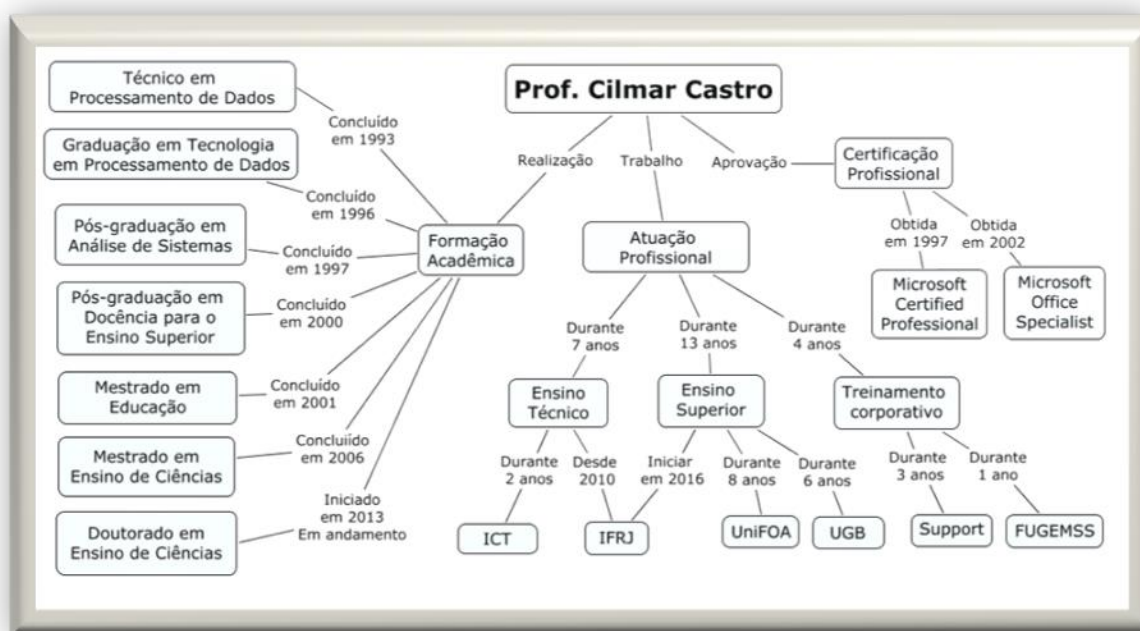 Prof. Cilmar Castro
Realização
Trabalho
Aprovação
Técnico em
Processamento de Dados
Concluído
em 1993
Graduação em Tecnologia
em Processamento de Dados
Concluído
em 1996
Pós-graduação em
Análise de Sistemas
Concluído
em 1997
Pós-graduação em
Docência para o
Ensino Superior
Concluído
em 2000
Mestrado em
Educação
Concluído
em 2001
Mestrado em
Ensino de Ciências
Concluíido
em 2006
Doutorado em
Ensino de Ciências
Iniciado
em 2013
Em andamento
Formação
Acadêmica
Atuação
Profissional
Durante
7 anos
Durante
13 anos
Durante
4 anos
Ensino
Técnico
Ensino
Superior
Treinamento
corporativo
Durante
2 anos
Desde
2010
Iniciar
em 2016
Durante
8 anos
Durante
6 anos
Durante
3 anos
Durante
1 ano
ICT
IFRJ
UniFOA
UGB
Support
FUGEMSS
Certificação
Profissional
Obtida
em 1997
Obtida
em 2002
Microsoft
Certified
Professional
Microsoft
Office
Specialist